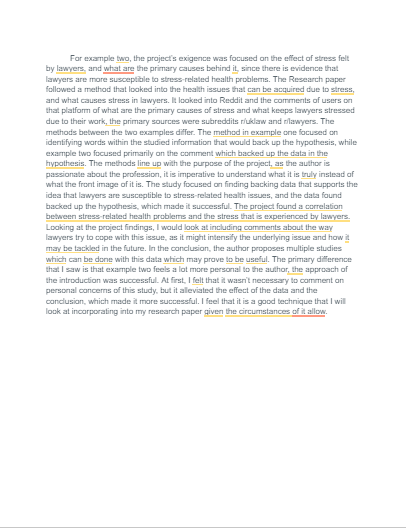 For example two, the project's exigence was focused on the effect of stress felt
by lawyers, and what are the primary causes behind it, since there is evidence that
lawyers are more susceptible to stress-related health problems. The Research paper
followed a method that looked into the health issues that can be acquired due to stress,
and what causes stress in lawyers. It looked into Reddit and the comments of users on
that platform of what are the primary causes of stress and what keeps lawyers stressed
due to their work, the primary sources were subreddits r/uklaw and r/lawyers. The
methods between the two examples differ. The method in example one focused on
identifying words within the studied information that would back up the hypothesis, while
example two focused primarily on the comment which backed up the data in the
hypothesis. The methods line up with the purpose of the project, as the author is
passionate about the profession, it is imperative to understand what it is truly instead of
what the front image of it is. The study focused on finding backing data that supports the
idea that lawyers are susceptible to stress-related health issues, and the data found
backed up the hypothesis, which made it successful. The project found a correlation
between stress-related health problems and the stress that is experienced by lawyers.
Looking at the project findings, I would look at including comments about the way
lawyers try to cope with this issue, as it might intensify the underlying issue and how it
may be tackled in the future. In the conclusion, the author proposes multiple studies
which can be done with this data which may prove to be useful. The primary difference
that I saw is that example two feels a lot more personal to the author, the approach of
the introduction was successful. At first, I felt that it wasn't necessary to comment on
personal concerns of this study, but it alleviated the effect of the data and the
conclusion, which made it more successful. I feel that it is a good technique that I will
look at incorporating into my research paper given the circumstances of it allow.